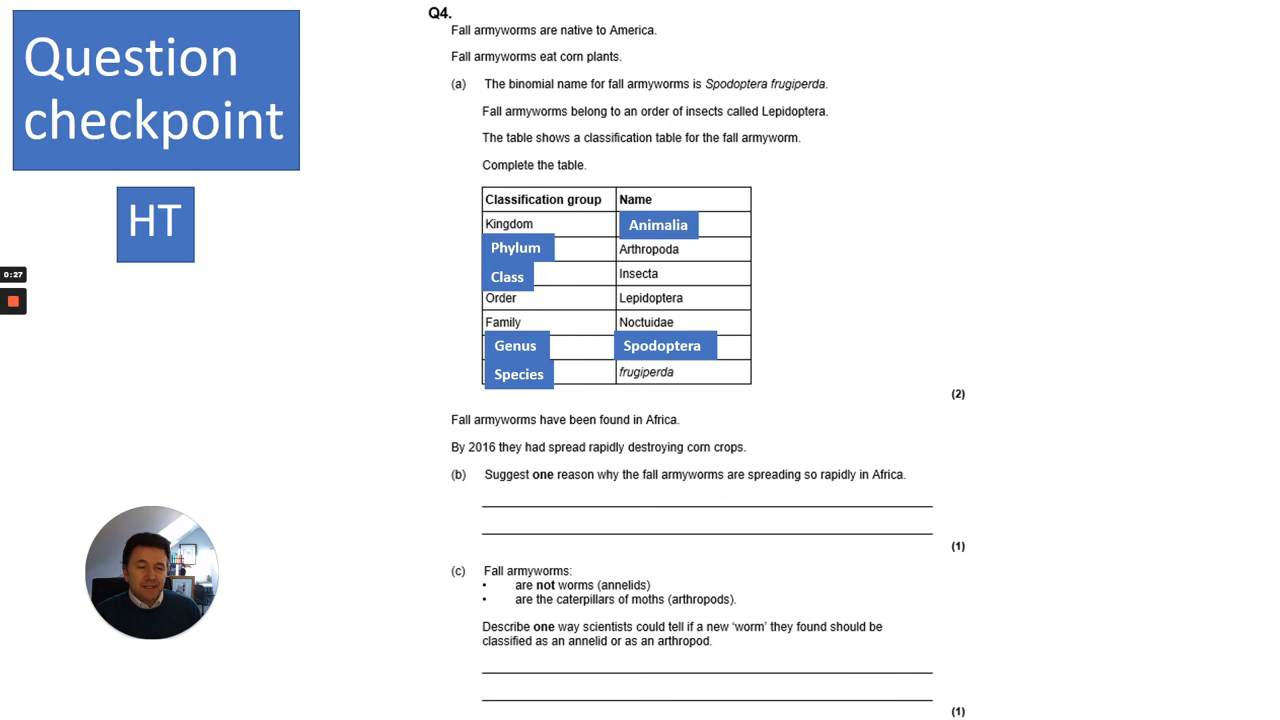 Question
checkpoint
HT
0:27
Q4.
Fall armyworms are native to America.
Fall armyworms eat corn plants.
(a) The binomial name for fall armyworms is Spodoptera frugiperda.
Fall armyworms belong to an order of insects called Lepidoptera.
The table shows a classification table for the fall armyworm.
Complete the table.
Classification group Name
Kingdom Animalia
Phylum Arthropoda
Class Insecta
Order Lepidoptera
Family Noctuidae
Genus Spodoptera
Species frugiperda
(2)
Fall armyworms have been found in Africa.
By 2016 they had spread rapidly destroying corn crops.
(b) Suggest one reason why the fall armyworms are spreading so rapidly in Africa.
(1)
(c) Fall armyworms:
• are not worms (annelids)
• are the caterpillars of moths (arthropods).
Describe one way scientists could tell if a new ‘worm’ they found should be
classified as an annelid or as an arthropod.
(1)